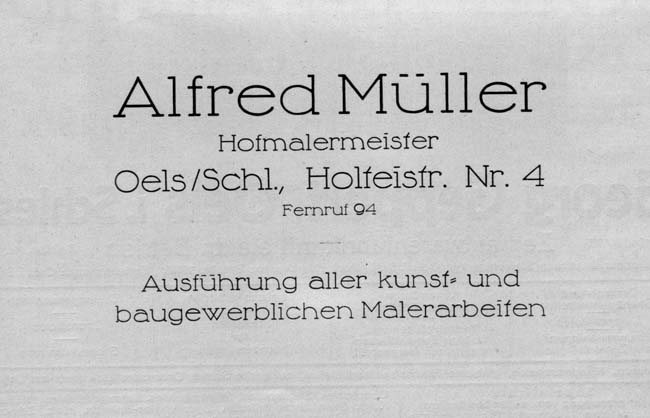 Alfred Müller
Hofmalermeister
Oels/Schl., Holteistr. Nr. 4
Fernruf 94
Ausführung aller kunst= und
baugewerblichen Malerarbeiten